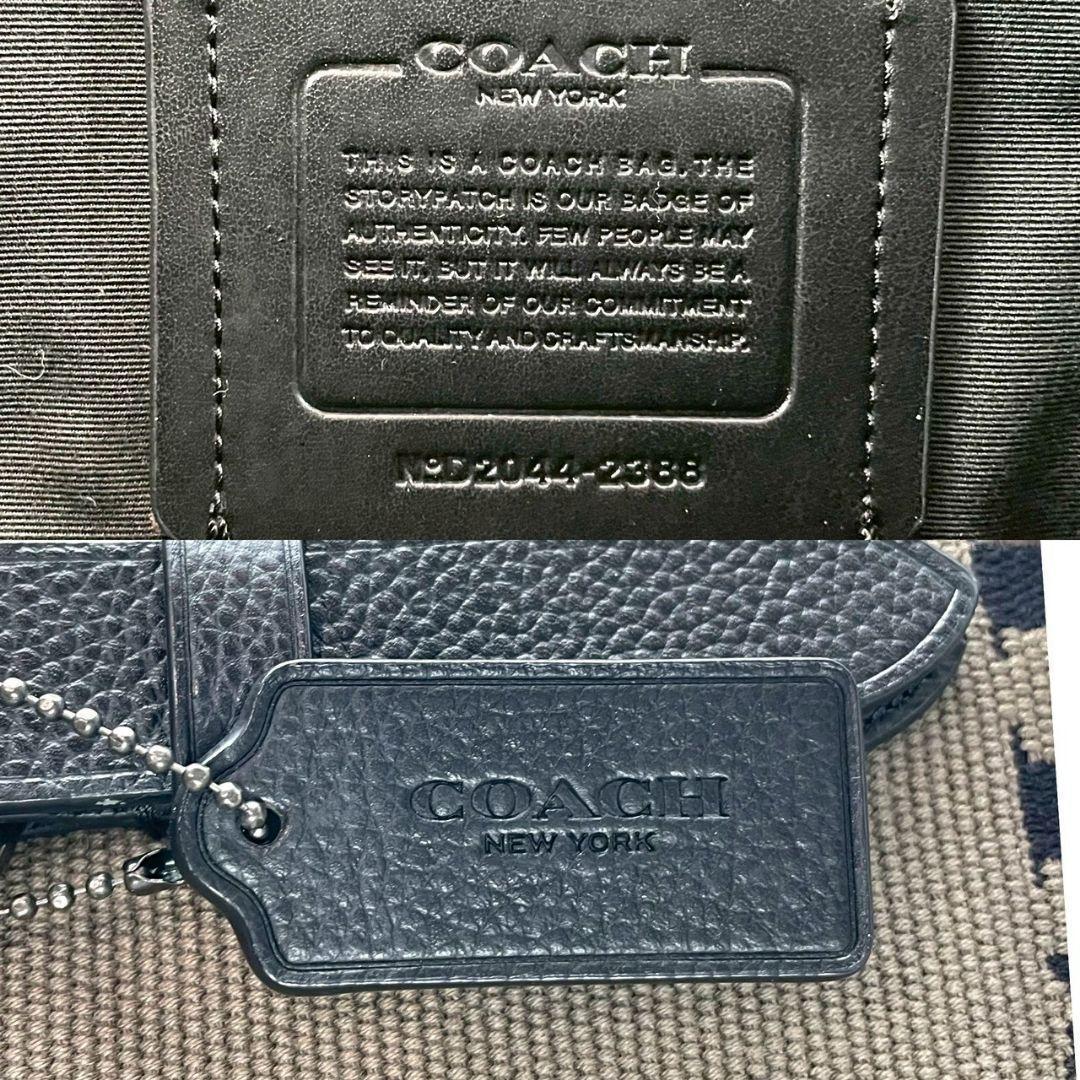 COACH
NEW YORK
THIS IS A COACH BAG. THE
STORYPATCH IS OUR BADGE OF
AUTHENTICITY. FEW PEOPLE MAY
SEE IT, BUT IT WILL ALWAYS BE A
REMINDER OF OUR COMMITMENT
TO QUALITY AND CRAFTSMANSHIP.
NoD2044-2388
COACH
NEW YORK